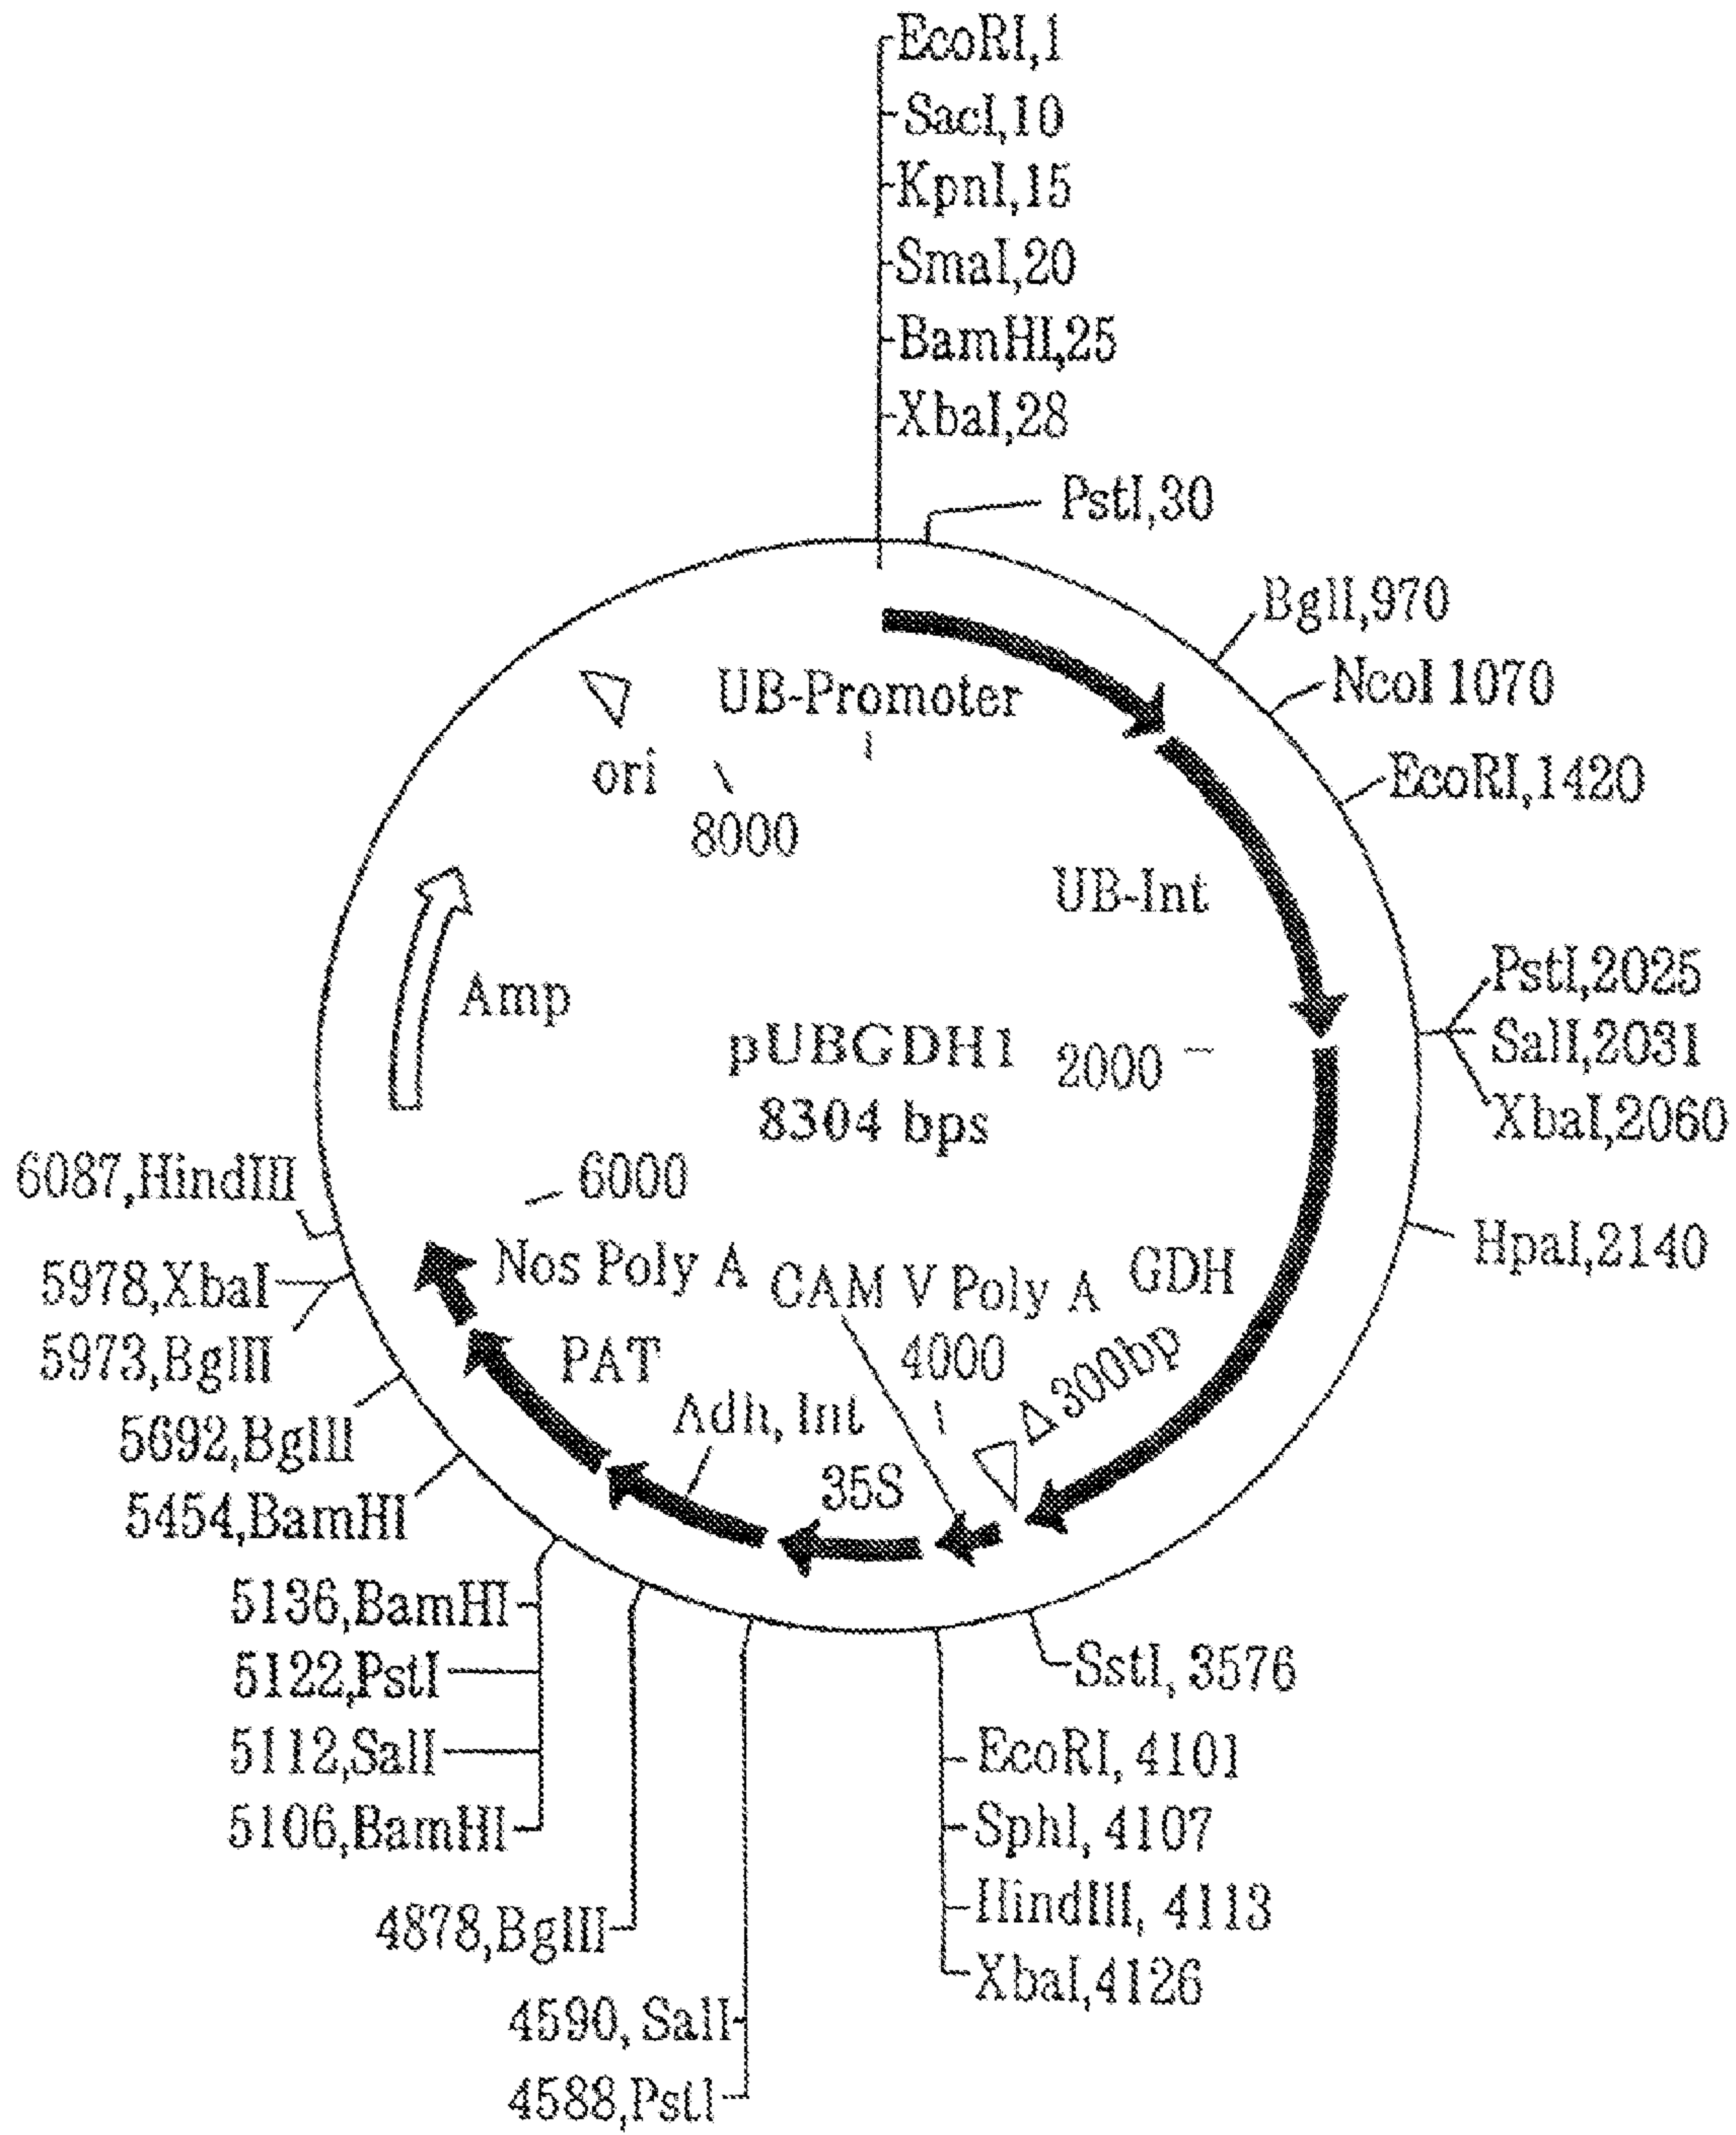 EcoRI,1
SacI,10
KpnI,15
SmaI,20
BamHI,25
XbaI,28
PstI,30
BglI,970
NcoI 1070
EcoRI,1420
PstI,2025
SalI,2031
XbaI,2060
HpaI,2140
UB-Promoter
ori
8000
UB-Int
Amp
pUBGDH1
8304 bps
2000
6000
Nos Poly A
CAM V Poly A
GDH
PAT
4000
Δ300bp
Adh, Int
35S
6087,HindIII
5978,XbaI
5973,BglII
5692,BglII
5454,BamHI
5136,BamHI
5122,PstI
5112,SalI
5106,BamHI
4878,BglII
4590, SalI
4588,PstI
SstI, 3576
EcoRI, 4101
SphI, 4107
HindIII, 4113
XbaI,4126